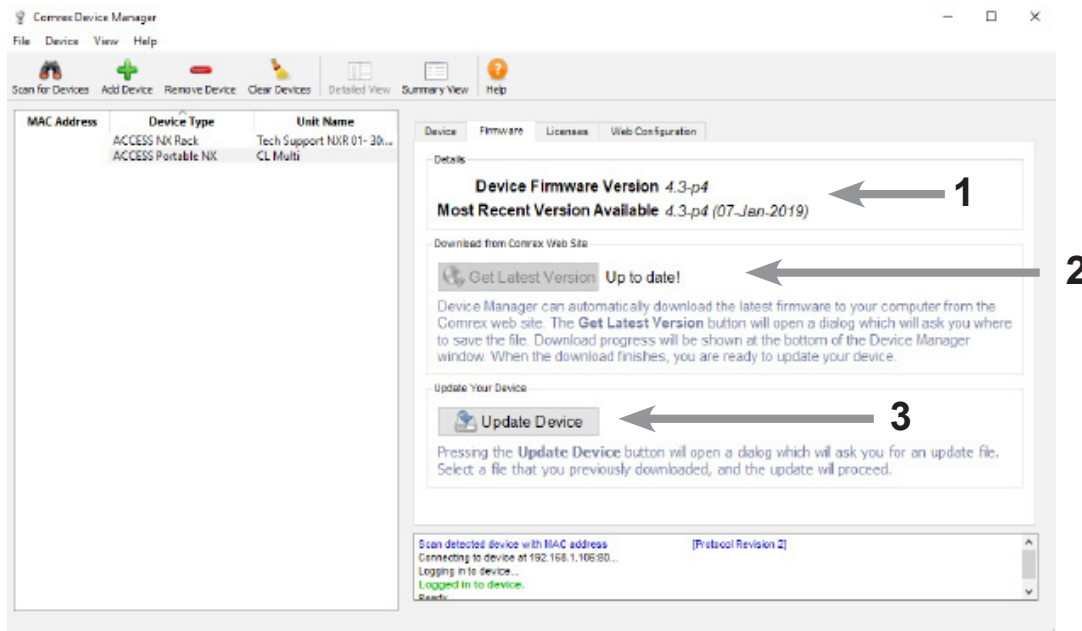 Comrex Device Manager
File Device View Help
Scan for Devices Add Device Remove Device Clear Devices Detailed View Summary View Help
MAC Address Device Type Unit Name
ACCESS NX Rack Tech Support NXR 01- 30...
ACCESS Portable NX CL Multi
Device Firmware Licenses Web Configuration
Details
Device Firmware Version 4.3-p4
Most Recent Version Available 4.3-p4 (07-Jan-2019)
1
Download from Comrex Web Site
Get Latest Version Up to date!
2
Device Manager can automatically download the latest firmware to your computer from the
Comrex web site. The Get Latest Version button will open a dialog which will ask you where
to save the file. Download progress will be shown at the bottom of the Device Manager
window. When the download finishes, you are ready to update your device.
Update Your Device
Update Device
3
Pressing the Update Device button will open a dialog which will ask you for an update file.
Select a file that you previously downloaded, and the update will proceed.
Scan detected device with MAC address [Protocol Revision 2]
Connecting to device at 192.168.1.106:80...
Logging in to device...
Logged in to device.
Ready